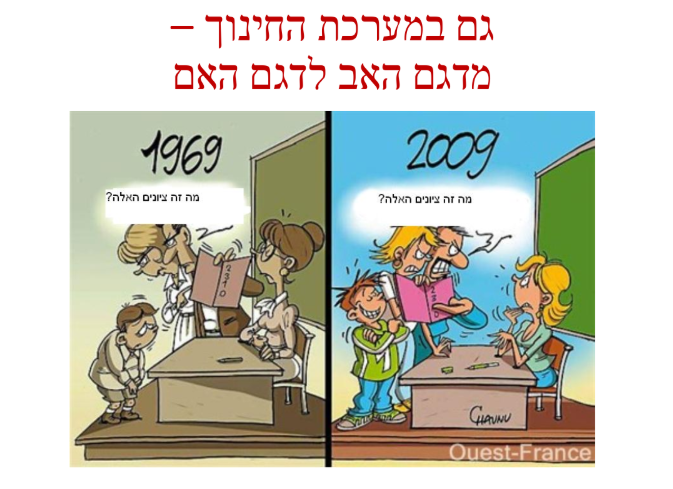 גם במערכת החינוך –
מדגם האב לדגם האם
1969
2009
מה זה ציונים האלה?
מה זה ציונים האלה?
CHAUNU
Ouest-France